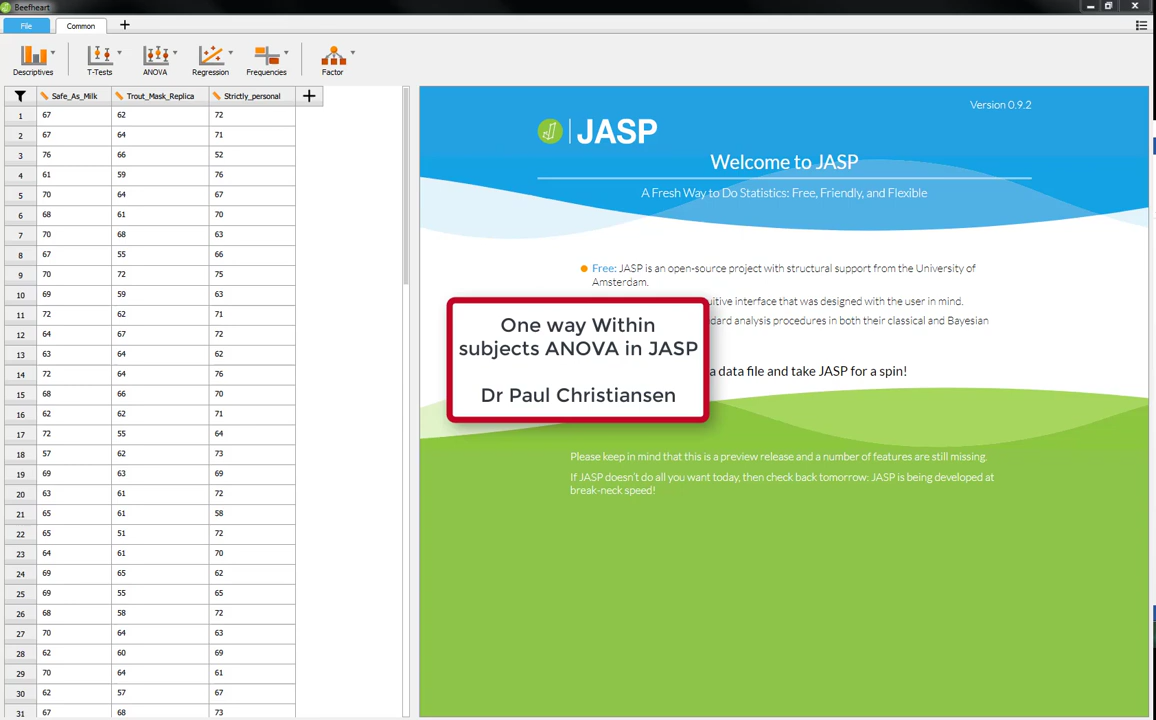 Beefheart
File Common +
Descriptives T-Tests ANOVA Regression Frequencies Factor
Safe_As_Milk Trout_Mask_Replica Strictly_personal +
1 67 62 72
2 67 64 71
3 76 66 52
4 61 59 76
5 70 64 67
6 68 61 70
7 70 68 63
8 67 55 66
9 70 72 75
10 69 59 63
11 72 62 71
12 64 67 72
13 63 64 62
14 72 64 76
15 68 66 70
16 62 62 71
17 72 55 64
18 57 62 73
19 69 63 69
20 63 61 72
21 65 61 58
22 65 51 72
23 64 61 70
24 69 65 62
25 69 55 65
26 68 58 72
27 70 64 63
28 62 60 69
29 70 64 61
30 62 57 67
31 67 68 73
Version 0.9.2
JASP
Welcome to JASP
A Fresh Way to Do Statistics: Free, Friendly, and Flexible
Free: JASP is an open-source project with structural support from the University of
Amsterdam.
uitive interface that was designed with the user in mind.
dard analysis procedures in both their classical and Bayesian
a data file and take JASP for a spin!
One way Within
subjects ANOVA in JASP
Dr Paul Christiansen
Please keep in mind that this is a preview release and a number of features are still missing.
If JASP doesn't do all you want today, then check back tomorrow: JASP is being developed at
break-neck speed!